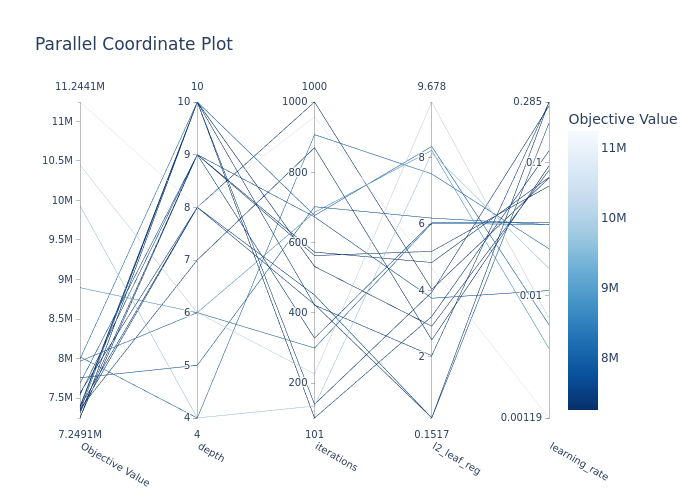 Parallel Coordinate Plot
11.2441M 10 1000 9.678 0.285
Objective Value
11M
10.5M
10M
9.5M
9M
8.5M
8M
7.5M
7.2491M
10
9
8
7
6
5
4
4
1000
800
600
400
200
101
8
6
4
2
0.1517
0.1
0.01
0.00119
11M
10M
9M
8M
Objective Value
depth
iterations
l2_leaf_reg
learning_rate